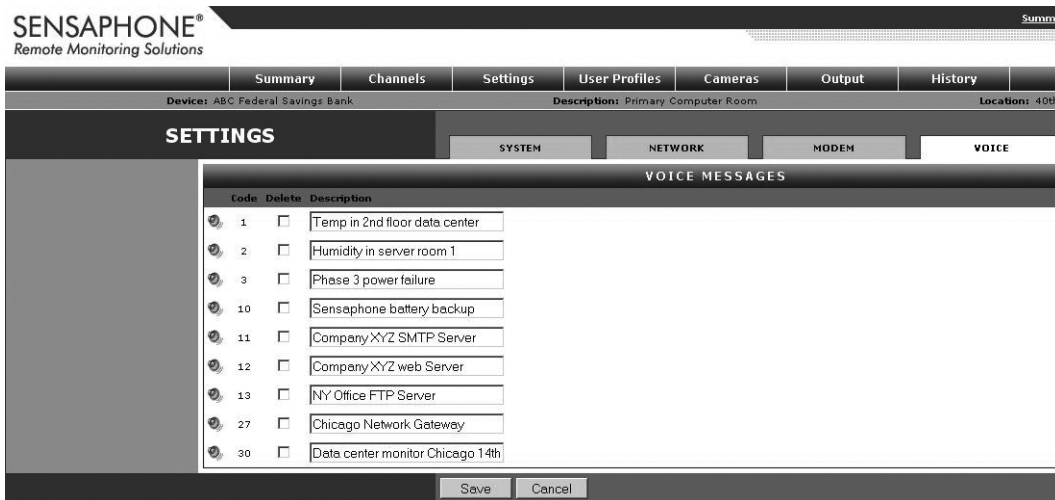 SENSAPHONE®
Remote Monitoring Solutions
Summary Channels Settings User Profiles Cameras Output History
Device: ABC Federal Savings Bank Description: Primary Computer Room Location: 40th
SETTINGS
SYSTEM NETWORK MODEM VOICE
VOICE MESSAGES
Code Delete Description
1 Temp in 2nd floor data center
2 Humidity in server room 1
3 Phase 3 power failure
10 Sensaphone battery backup
11 Company XYZ SMTP Server
12 Company XYZ web Server
13 NY Office FTP Server
27 Chicago Network Gateway
30 Data center monitor Chicago 14th
Save Cancel